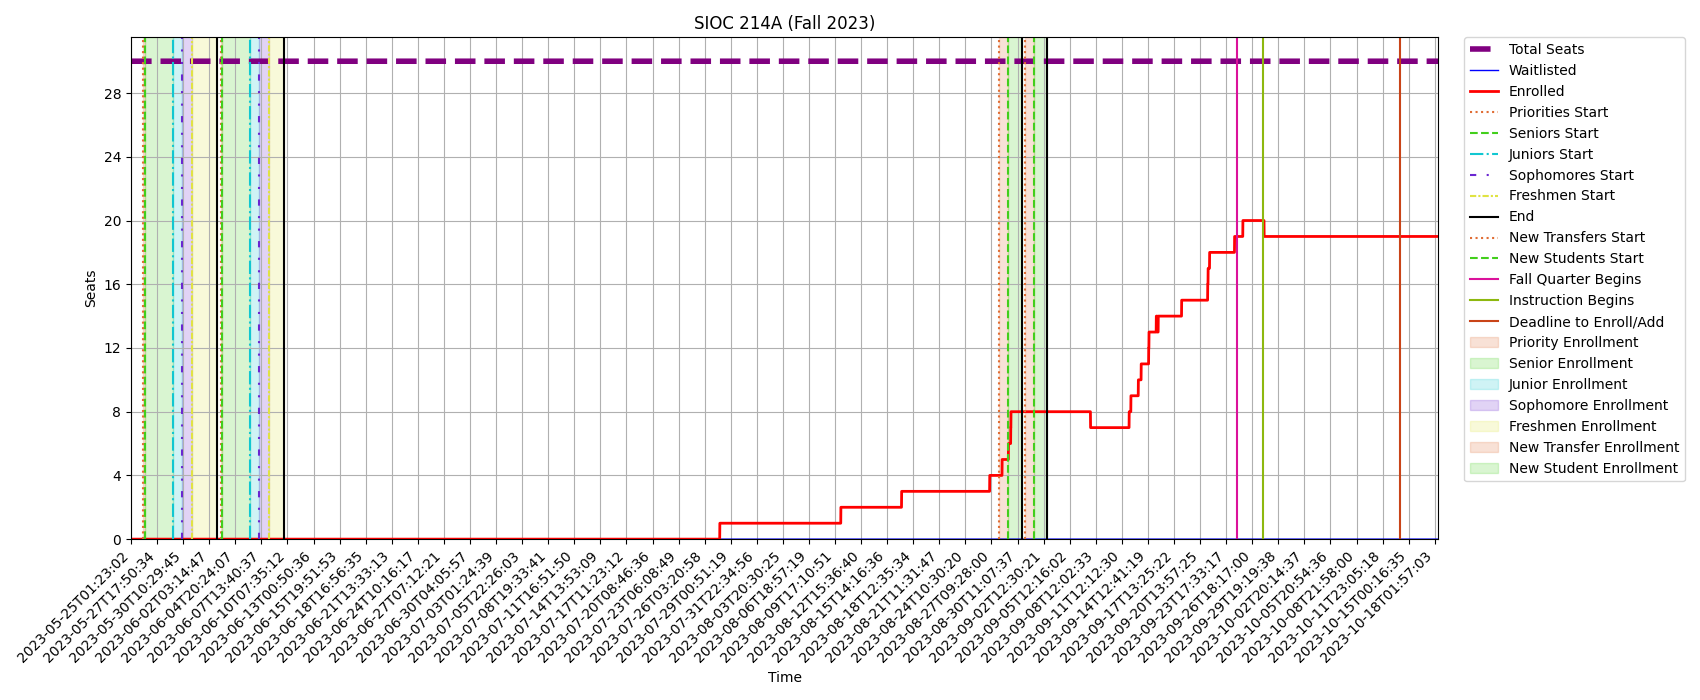 SIOC 214A (Fall 2023)
Seats
28
24
20
16
12
8
4
0
2023-05-25T01:23:02
2023-05-27T17:50:34
2023-05-30T10:29:45
2023-06-02T03:14:47
2023-06-04T20:24:07
2023-06-07T13:40:37
2023-06-10T07:35:12
2023-06-13T00:50:36
2023-06-15T19:51:53
2023-06-18T16:56:35
2023-06-21T13:33:13
2023-06-24T10:16:17
2023-06-27T07:12:21
2023-06-30T04:05:57
2023-07-03T01:24:39
2023-07-05T22:26:03
2023-07-08T19:33:41
2023-07-11T16:51:50
2023-07-14T13:53:09
2023-07-17T11:23:12
2023-07-20T08:46:36
2023-07-23T06:08:49
2023-07-26T03:20:58
2023-07-29T00:51:19
2023-07-31T22:34:56
2023-08-03T20:30:25
2023-08-06T18:57:19
2023-08-09T17:10:51
2023-08-12T15:36:40
2023-08-15T14:16:36
2023-08-18T12:35:34
2023-08-21T11:31:47
2023-08-24T10:30:20
2023-08-27T09:28:00
2023-08-30T11:07:37
2023-09-02T12:30:21
2023-09-05T12:16:02
2023-09-08T12:02:33
2023-09-11T12:12:30
2023-09-14T12:41:19
2023-09-17T13:25:22
2023-09-20T13:57:25
2023-09-23T17:33:17
2023-09-26T18:17:00
2023-09-29T19:19:38
2023-10-02T20:14:37
2023-10-05T20:54:36
2023-10-08T21:58:00
2023-10-11T23:05:18
2023-10-15T00:16:35
2023-10-18T01:57:03
Time
Total Seats
Waitlisted
Enrolled
Priorities Start
Seniors Start
Juniors Start
Sophomores Start
Freshmen Start
End
New Transfers Start
New Students Start
Fall Quarter Begins
Instruction Begins
Deadline to Enroll/Add
Priority Enrollment
Senior Enrollment
Junior Enrollment
Sophomore Enrollment
Freshmen Enrollment
New Transfer Enrollment
New Student Enrollment